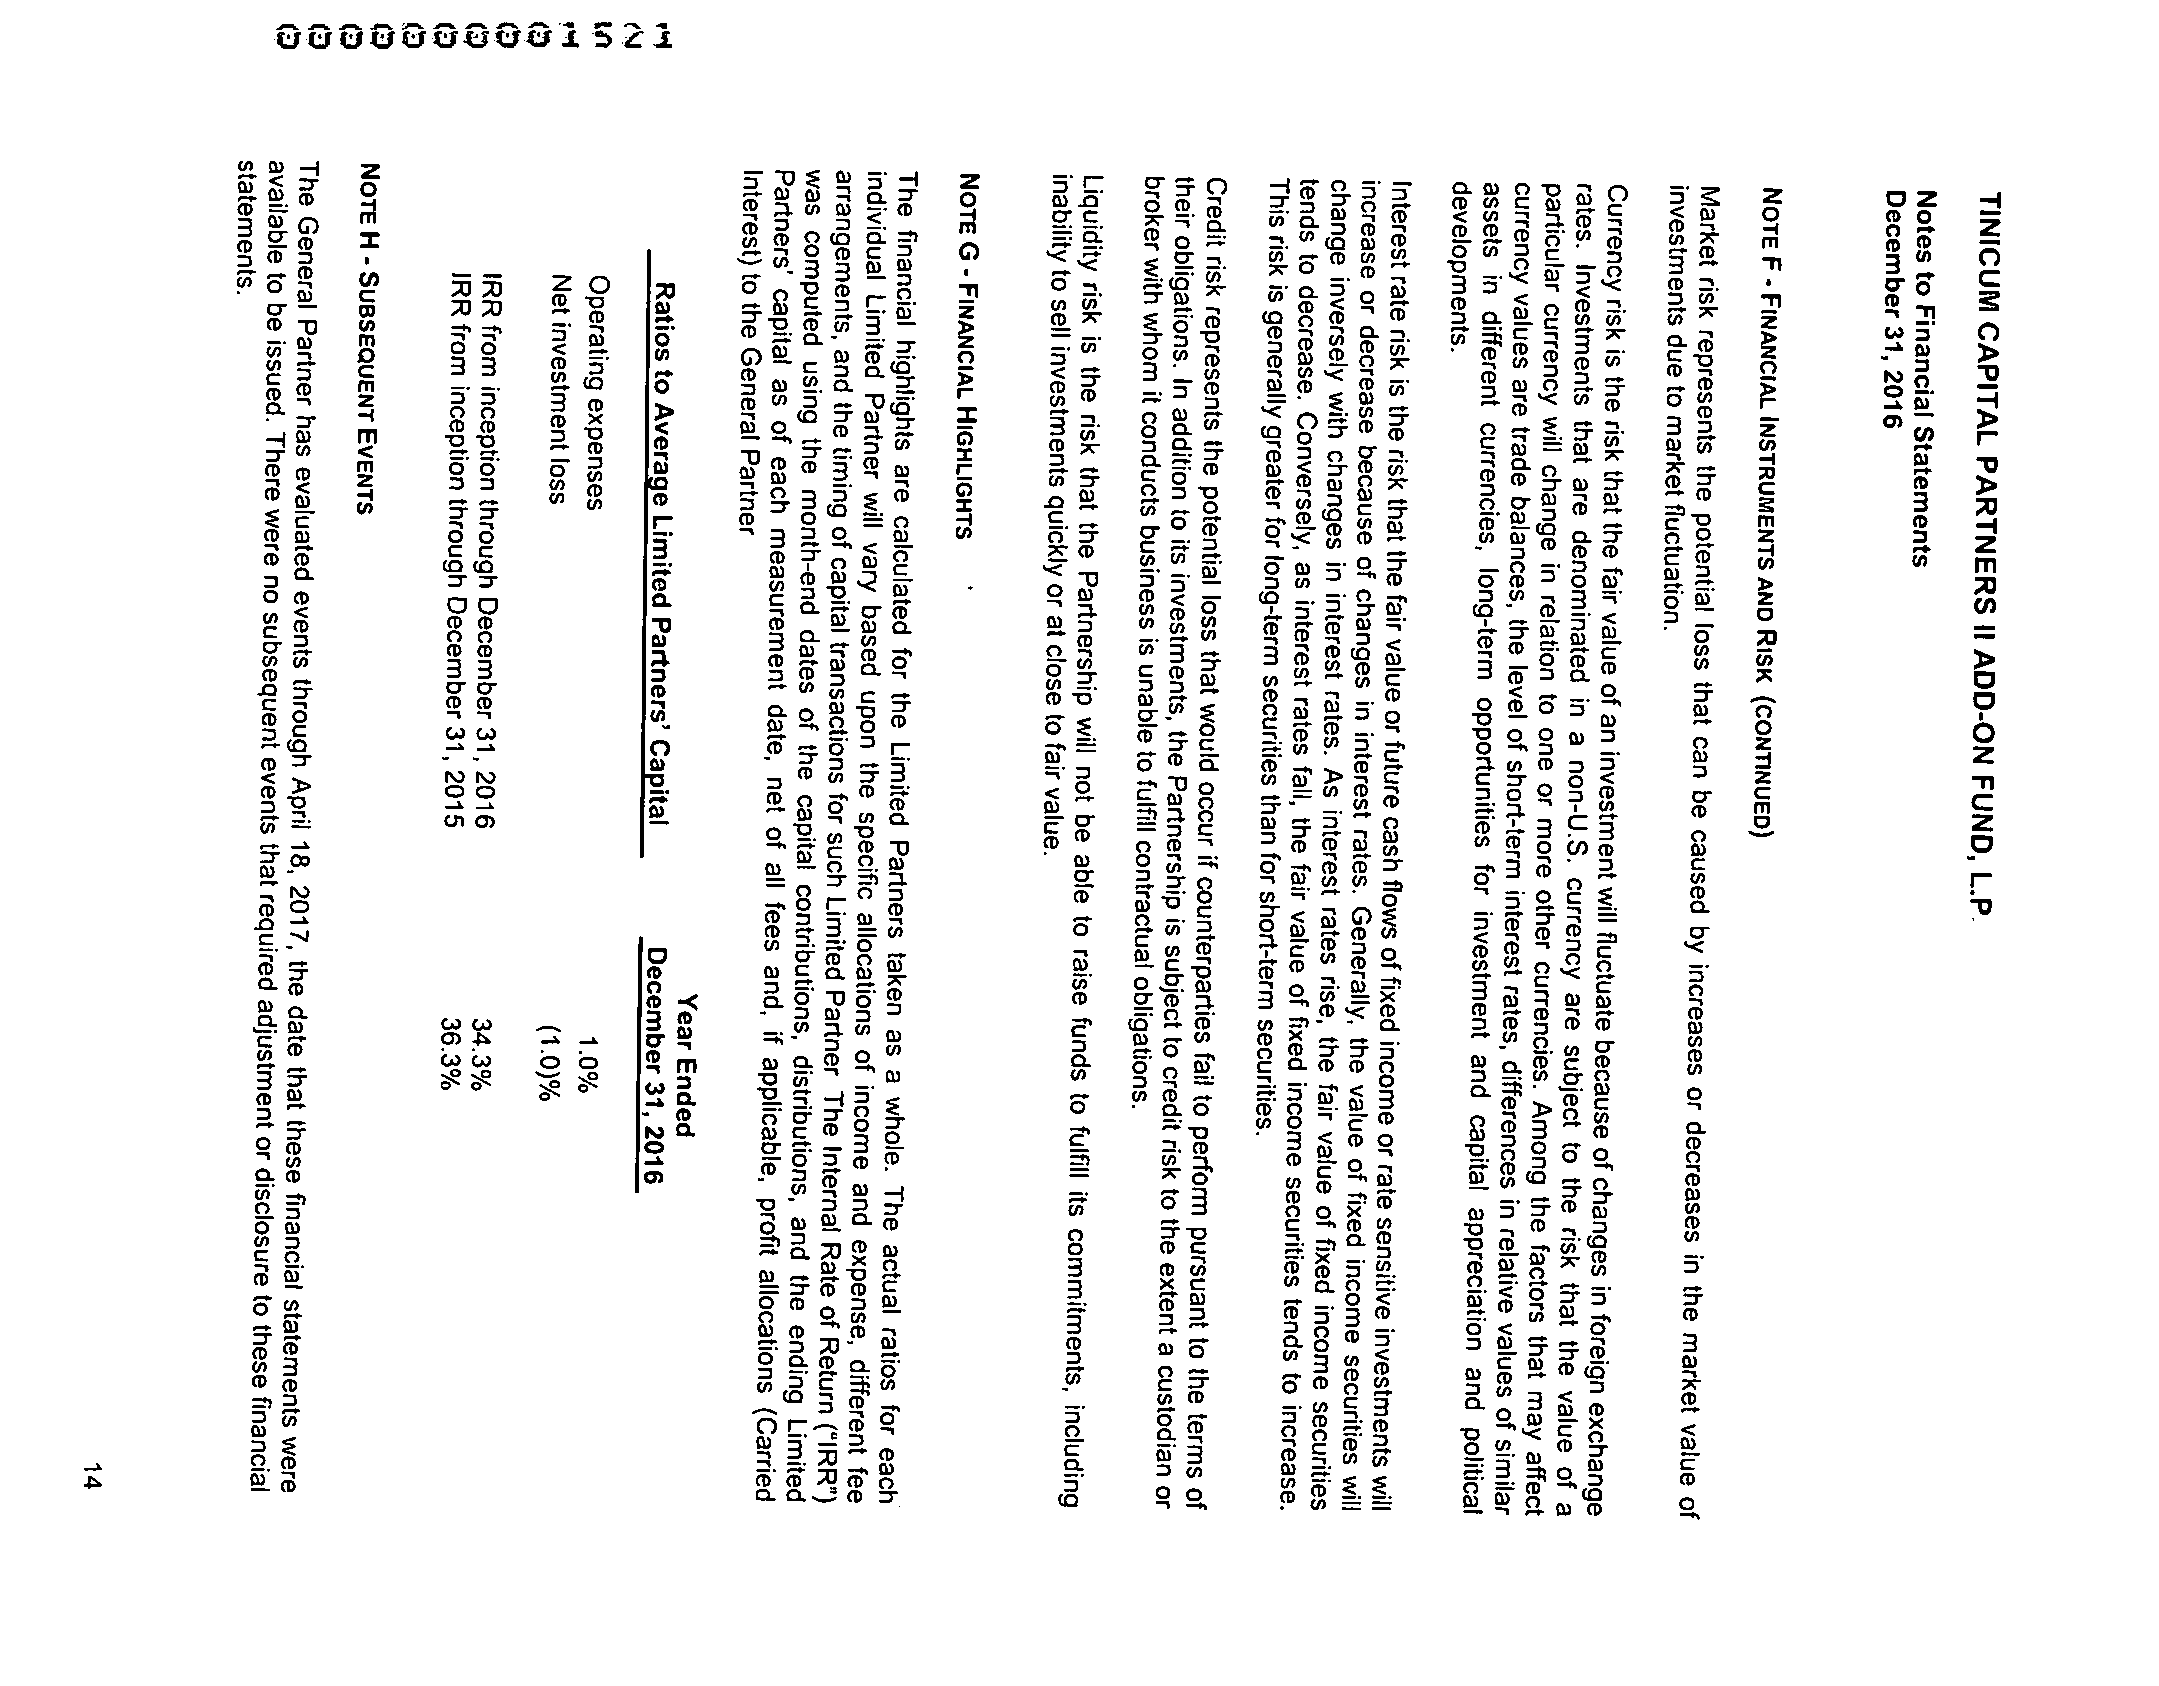 TINICUM CAPITAL PARTNERS II ADD-ON FUND, L.P.
Notes to Financial Statements
December 31, 2016
NOTE F - FINANCIAL INSTRUMENTS AND RISK (CONTINUED)
Market risk represents the potential loss that can be caused by increases or decreases in the market value of
investments due to market fluctuation.
Currency risk is the risk that the fair value of an investment will fluctuate because of changes in foreign exchange
rates. Investments that are denominated in a non-U.S. currency are subject to the risk that the value of a
particular currency will change in relation to one or more other currencies. Among the factors that may affect
currency values are trade balances, the level of short-term interest rates, differences in relative values of similar
assets in different currencies, long-term opportunities for investment and capital appreciation and political
developments.
Interest rate risk is the risk that the fair value or future cash flows of fixed income or rate sensitive investments will
increase or decrease because of changes in interest rates. Generally, the value of fixed income securities will
change inversely with changes in interest rates. As interest rates rise, the fair value of fixed income securities
tends to decrease. Conversely, as interest rates fall, the fair value of fixed income securities tends to increase.
This risk is generally greater for long-term securities than for short-term securities.
Credit risk represents the potential loss that would occur if counterparties fail to perform pursuant to the terms of
their obligations. In addition to its investments, the Partnership is subject to credit risk to the extent a custodian or
broker with whom it conducts business is unable to fulfill contractual obligations.
Liquidity risk is the risk that the Partnership will not be able to raise funds to fulfill its commitments, including
inability to sell investments quickly or at close to fair value.
NOTE G - FINANCIAL HIGHLIGHTS
The financial highlights are calculated for the Limited Partners taken as a whole. The actual ratios for each
individual Limited Partner will vary based upon the specific allocations of income and expense, different fee
arrangements, and the timing of capital transactions for such Limited Partner The Internal Rate of Return ("IRR")
was computed using the month-end dates of the capital contributions, distributions, and the ending Limited
Partners' capital as of each measurement date, net of all fees and, if applicable, profit allocations (Carried
Interest) to the General Partner
Year Ended
Ratios to Average Limited Partners' Capital December 31, 2016
Operating expenses 1.0%
Net investment loss (1.0)%
IRR from inception through December 31, 2016 34.3%
IRR from inception through December 31, 2015 36.3%
NOTE H - SUBSEQUENT EVENTS
The General Partner has evaluated events through April 18, 2017, the date that these financial statements were
available to be issued. There were no subsequent events that required adjustment or disclosure to these financial
statements.
14
000000001521